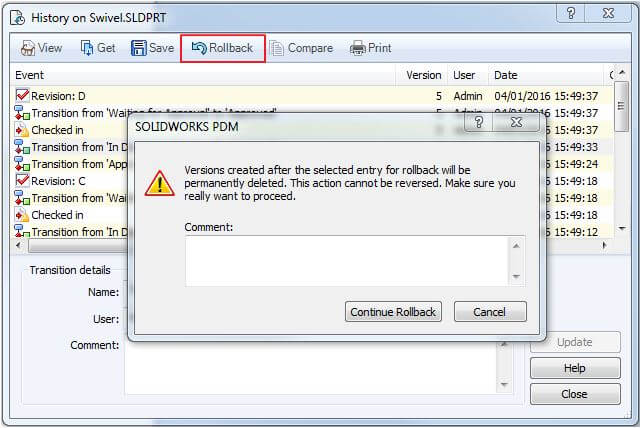 History on Swivel.SLDPRT
View Get Save Rollback Compare Print
Event Version User Date
Revision: D 5 Admin 04/01/2016 15:49:37
Transition from 'Waiting for Approval' to 'Approved' 5 Admin 04/01/2016 15:49:37
Checked in 15:49:37
Transition from 'In D 15:49:33
Transition from 'App 15:49:24
Revision: C 15:49:18
Transition from 'Wai 15:49:18
Checked in 15:49:18
Transition from 'In D 15:49:12
SOLIDWORKS PDM
Versions created after the selected entry for rollback will be
permanently deleted. This action cannot be reversed. Make sure you
really want to proceed.
Comment:
Continue Rollback Cancel
Transition details
Name:
User:
Comment:
Update
Help
Close